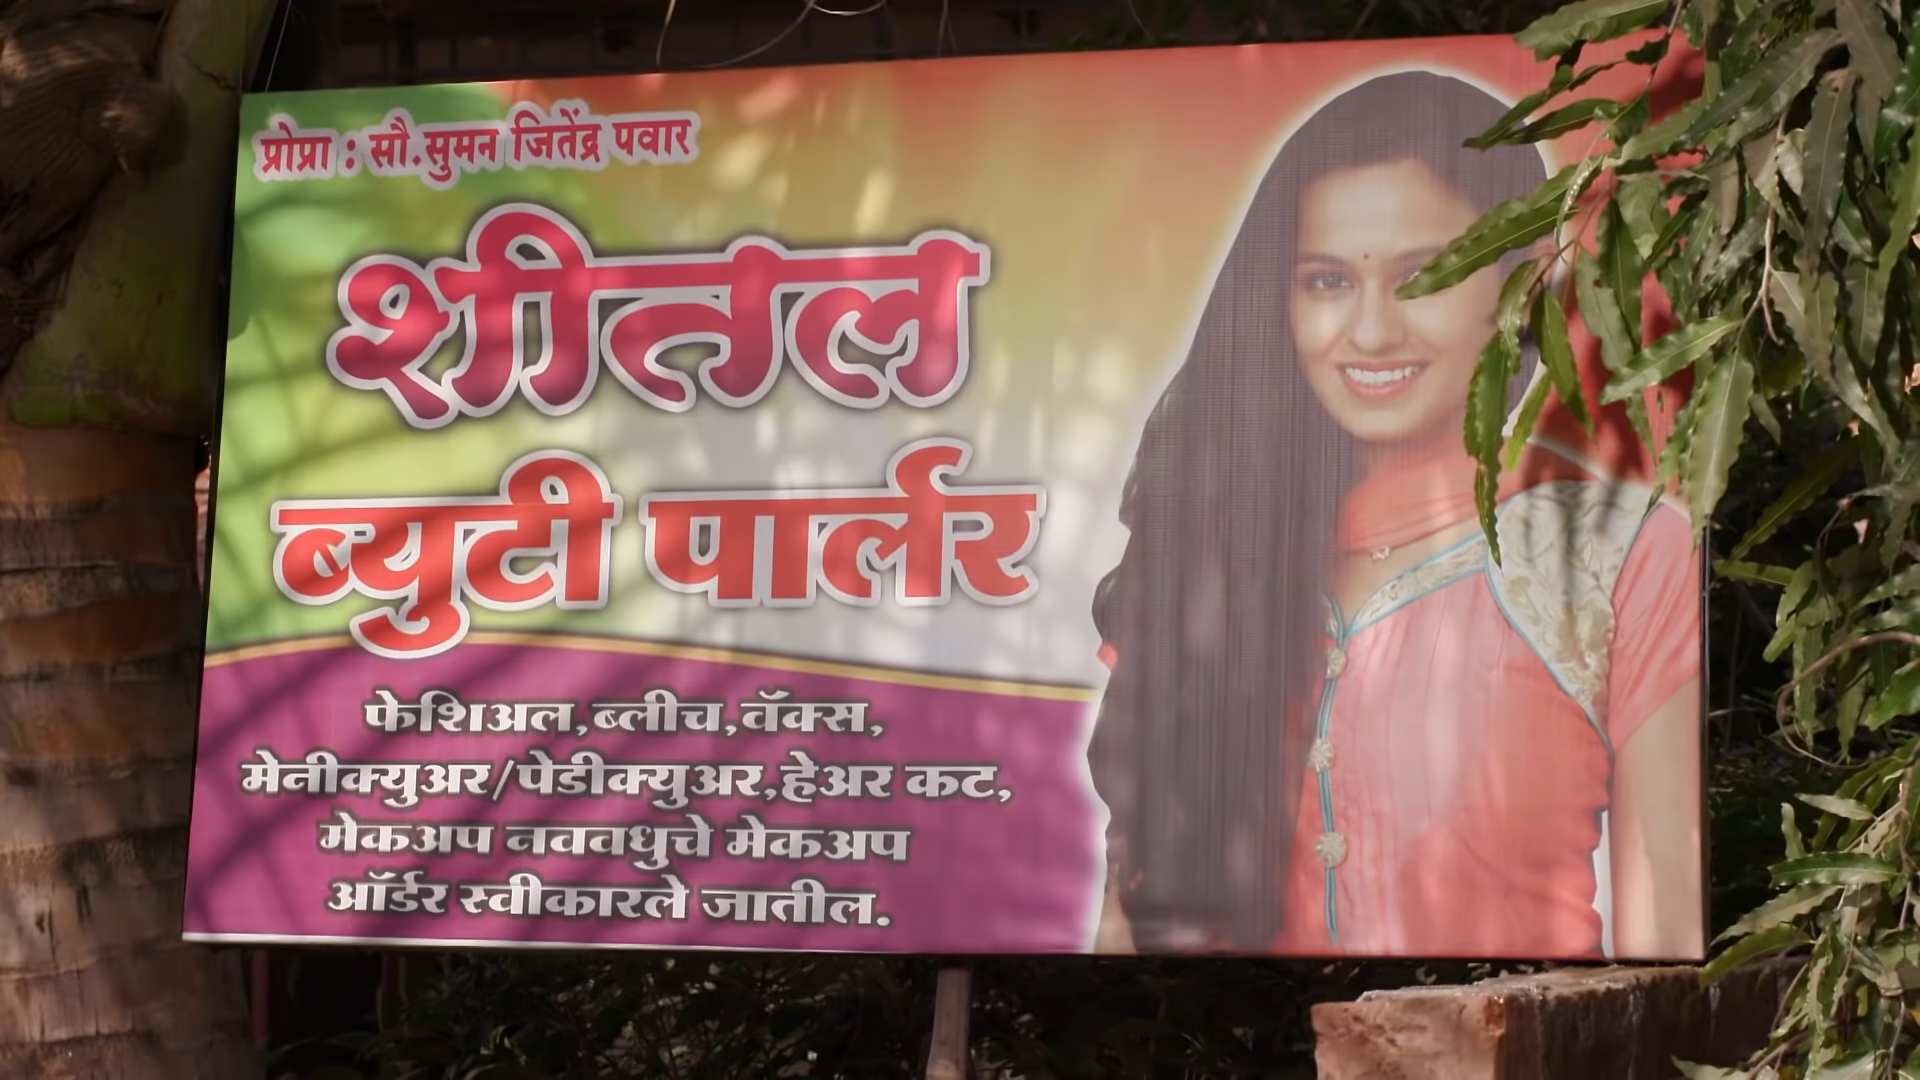 प्रोप्रा : सौ.सुमन जितेंद्र पवार
शीतल
ब्युटी पार्लर
फेशिअल,ब्लीच,वॅक्स,
मेनीक्युअर/पेडीक्युअर,हेअर कट,
मेकअप नववधुचे मेकअप
ऑर्डर स्वीकारले जातील.